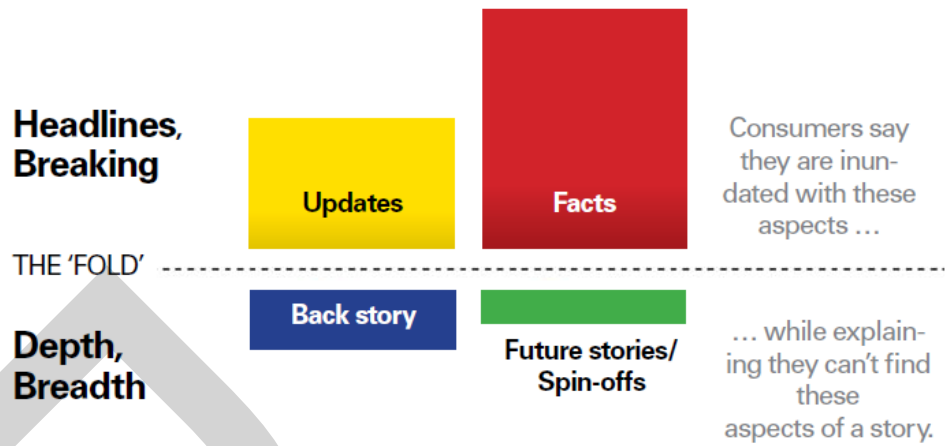 Headlines,
Breaking
Updates
Facts
Consumers say
they are inun-
dated with these
aspects …
THE 'FOLD'
Depth,
Breadth
Back story
Future stories/
Spin-offs
… while explain-
ing they can't find
these
aspects of a story.